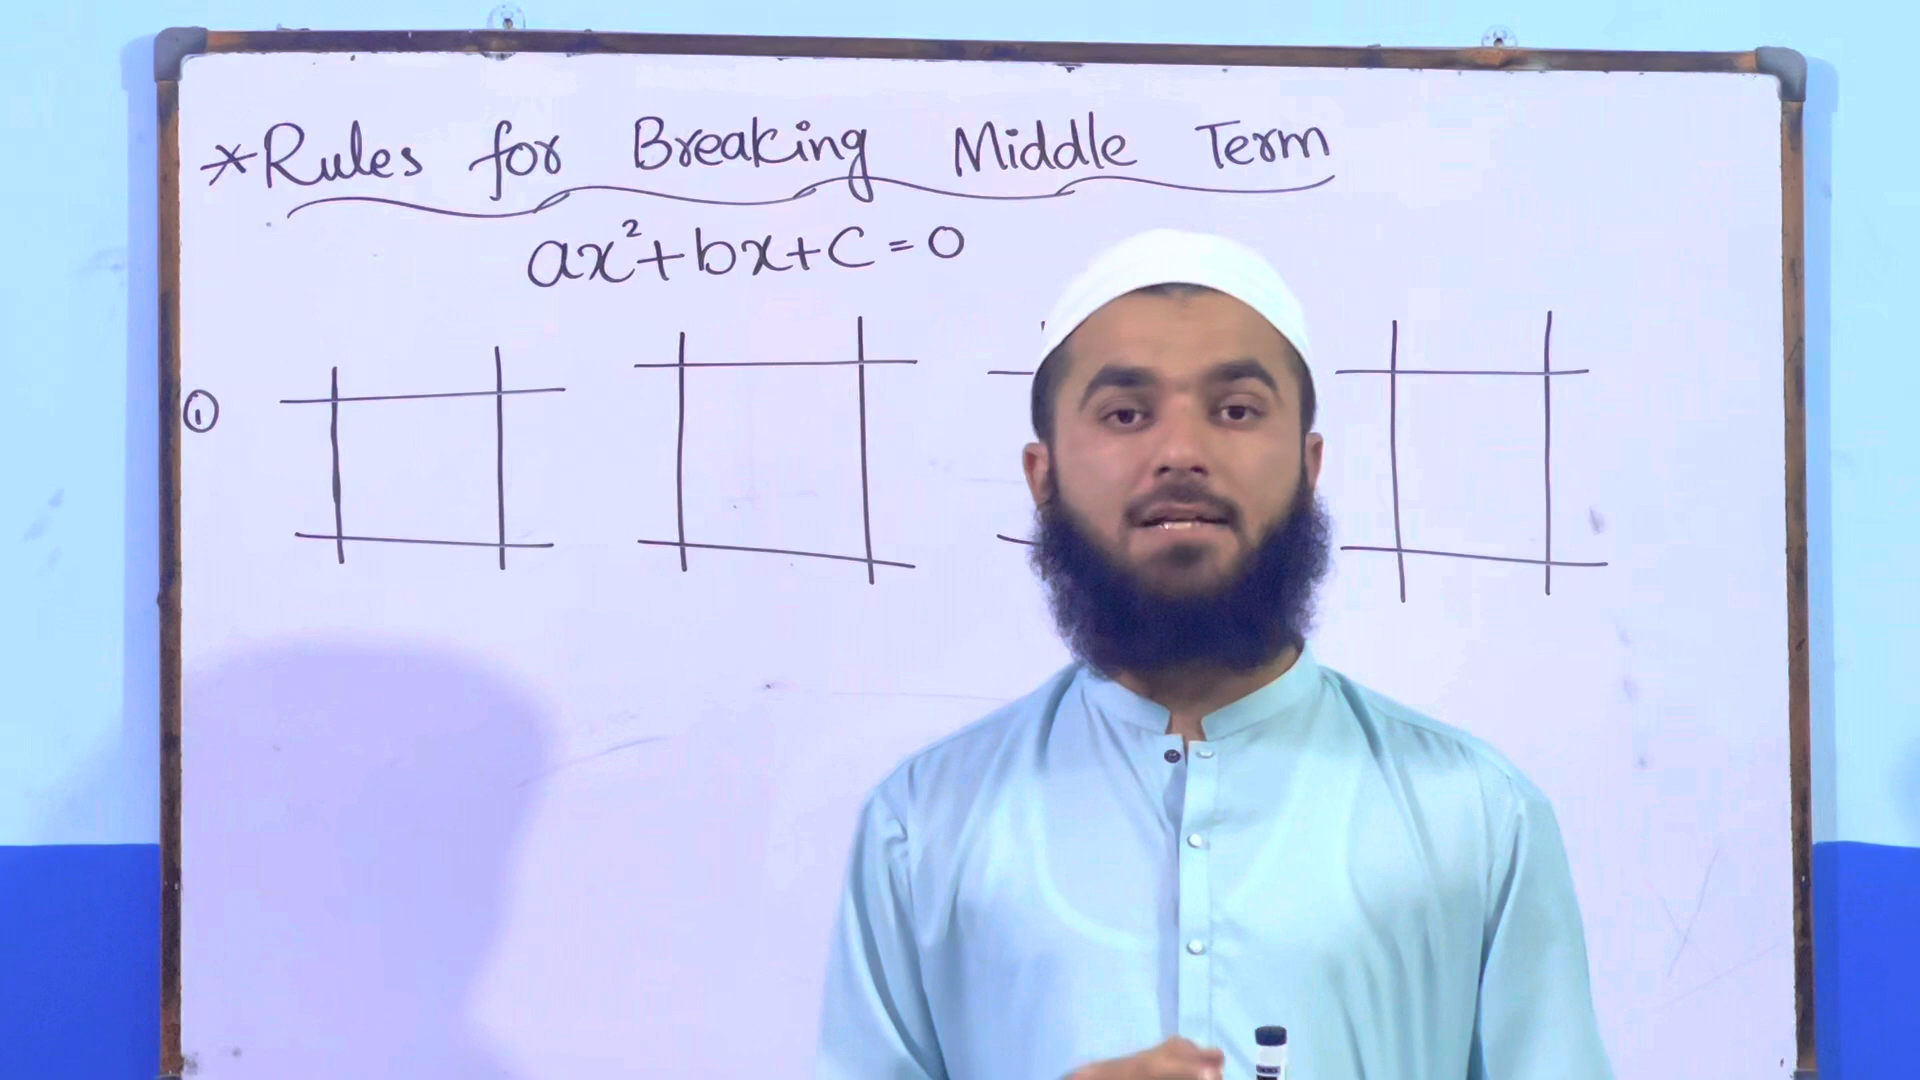 *Rules for Breaking Middle Term
ax²+bx+c=0
①